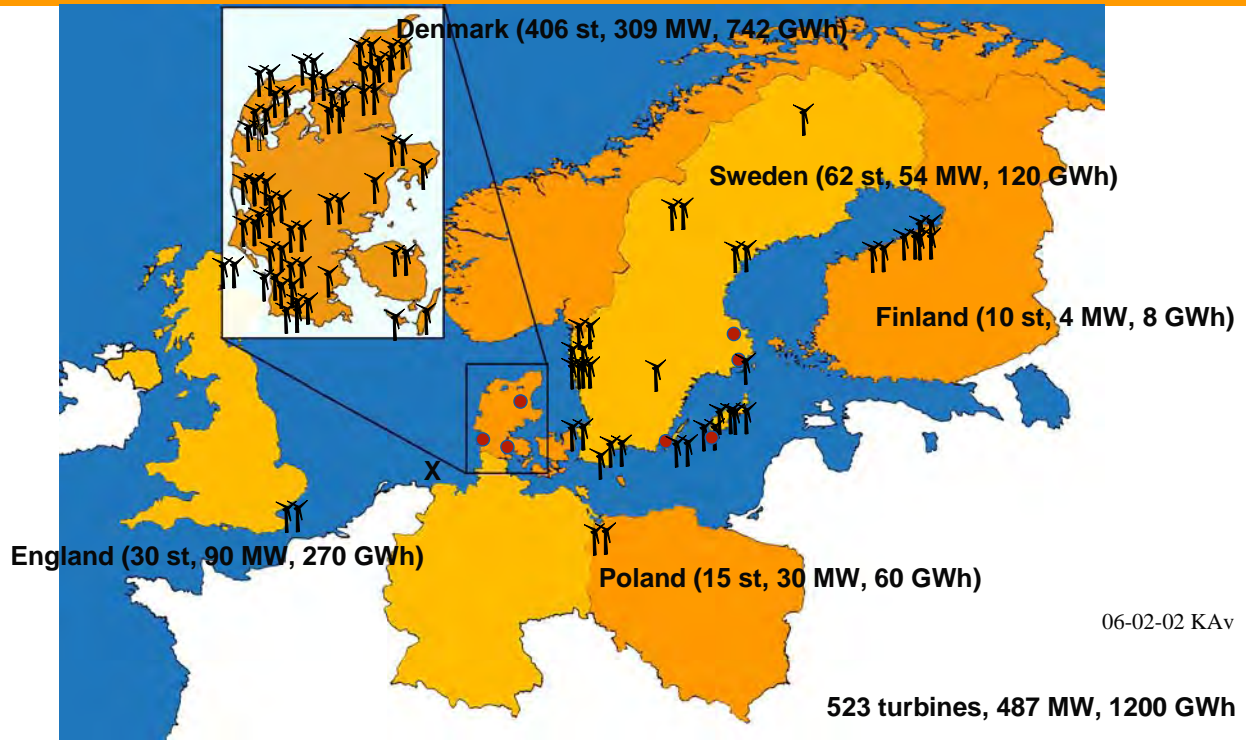 Denmark (406 st, 309 MW, 742 GWh)
Sweden (62 st, 54 MW, 120 GWh)
Finland (10 st, 4 MW, 8 GWh)
X
England (30 st, 90 MW, 270 GWh)
Poland (15 st, 30 MW, 60 GWh)
06-02-02 KAv
523 turbines, 487 MW, 1200 GWh